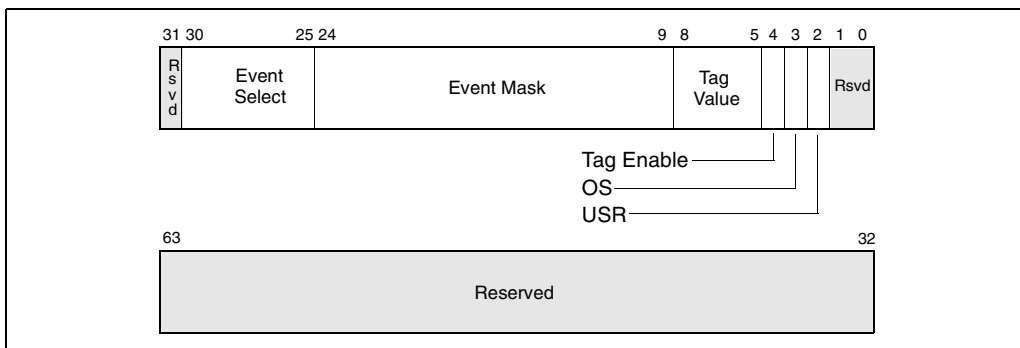 31 30 25 24 9 8 5 4 3 2 1 0
Rsvd
Event
Select
Event Mask
Tag
Value
Rsvd
Tag Enable
OS
USR
63 32
Reserved